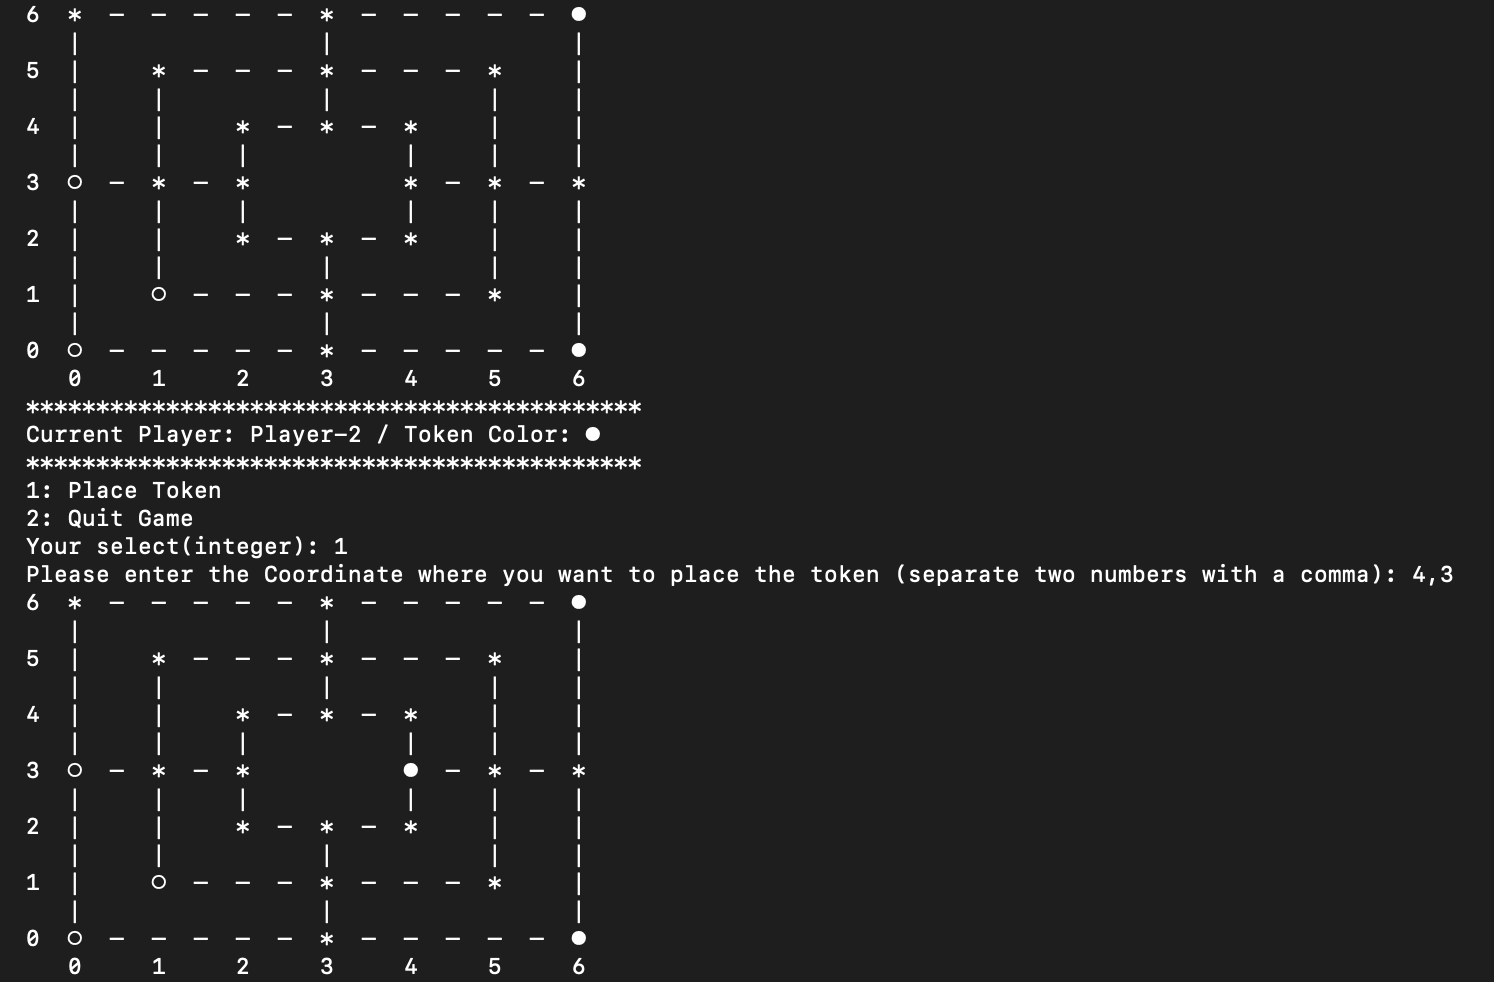 6  * - - - - - * - - - - - ●
   |                 |                 |
5  |     * - - - * - - - *     |
   |     |           |           |     |
4  |     |     * - * - *     |     |
   |     |     |           |     |     |
3  ○ - * - *           * - * - *
   |     |     |           |     |     |
2  |     |     * - * - *     |     |
   |     |           |           |     |
1  |     ○ - - - * - - - *     |
   |                 |                 |
0  ○ - - - - - * - - - - - ●
   0     1     2     3     4     5     6
********************************************
Current Player: Player-2 / Token Color: ●
********************************************
1: Place Token
2: Quit Game
Your select(integer): 1
Please enter the Coordinate where you want to place the token (separate two numbers with a comma): 4,3
6  * - - - - - * - - - - - ●
   |                 |                 |
5  |     * - - - * - - - *     |
   |     |           |           |     |
4  |     |     * - * - *     |     |
   |     |     |           |     |     |
3  ○ - * - *           ● - * - *
   |     |     |           |     |     |
2  |     |     * - * - *     |     |
   |     |           |           |     |
1  |     ○ - - - * - - - *     |
   |                 |                 |
0  ○ - - - - - * - - - - - ●
   0     1     2     3     4     5     6